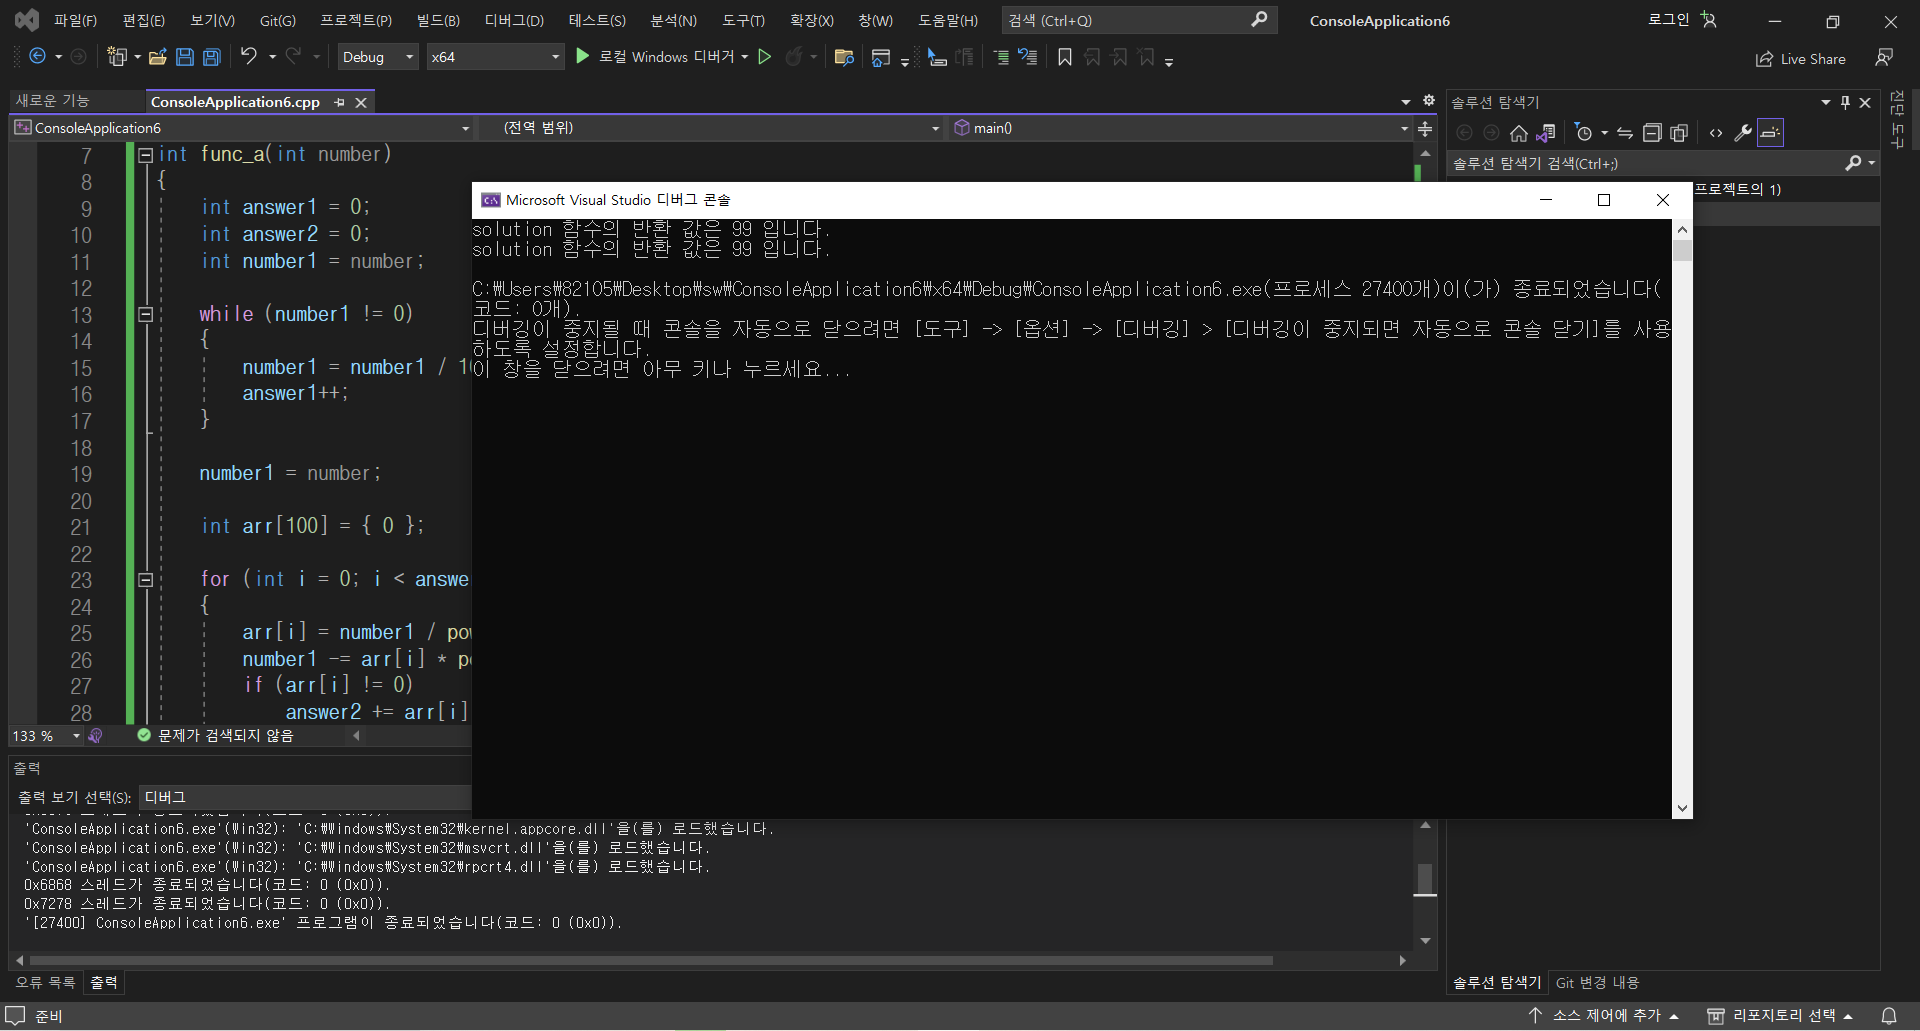 파일(F) 편집(E) 보기(V) Git(G) 프로젝트(P) 빌드(B) 디버그(D) 테스트(S) 분석(N) 도구(T) 확장(X) 창(W) 도움말(H) 검색 (Ctrl+Q) ConsoleApplication6 로그인
Debug x64 로컬 Windows 디버거 Live Share
새로운 기능 ConsoleApplication6.cpp
ConsoleApplication6 (전역 범위) main()
7 int func_a(int number)
8 {
9 int answer1 = 0;
10 int answer2 = 0;
11 int number1 = number;
12
13 while (number1 != 0)
14 {
15 number1 = number1 / 10
16 answer1++;
17 }
18
19 number1 = number;
20
21 int arr[100] = { 0 };
22
23 for (int i = 0; i < answe
24 {
25 arr[i] = number1 / pow
26 number1 -= arr[i] * po
27 if (arr[i] != 0)
28 answer2 += arr[i]
133 % 문제가 검색되지 않음
Microsoft Visual Studio 디버그 콘솔
solution 함수의 반환 값은 99 입니다.
solution 함수의 반환 값은 99 입니다.
C:\Users\82105\Desktop\sw\ConsoleApplication6\x64\Debug\ConsoleApplication6.exe(프로세스 27400개)이(가) 종료되었습니다(
코드: 0개).
디버깅이 중지될 때 콘솔을 자동으로 닫으려면 [도구] -> [옵션] -> [디버깅] > [디버깅이 중지되면 자동으로 콘솔 닫기]를 사용
하도록 설정합니다.
이 창을 닫으려면 아무 키나 누르세요...
출력
출력 보기 선택(S): 디버그
'ConsoleApplication6.exe'(Win32): 'C:\Windows\System32\kernel.appcore.dll'을(를) 로드했습니다.
'ConsoleApplication6.exe'(Win32): 'C:\Windows\System32\msvcrt.dll'을(를) 로드했습니다.
'ConsoleApplication6.exe'(Win32): 'C:\Windows\System32\rpcrt4.dll'을(를) 로드했습니다.
0x6868 스레드가 종료되었습니다(코드: 0 (0x0)).
0x7278 스레드가 종료되었습니다(코드: 0 (0x0)).
'[27400] ConsoleApplication6.exe' 프로그램이 종료되었습니다(코드: 0 (0x0)).
오류 목록 출력
솔루션 탐색기
솔루션 탐색기 검색(Ctrl+;)
프로젝트의 1)
솔루션 탐색기 Git 변경 내용
진단 도구
준비 소스 제어에 추가 리포지토리 선택